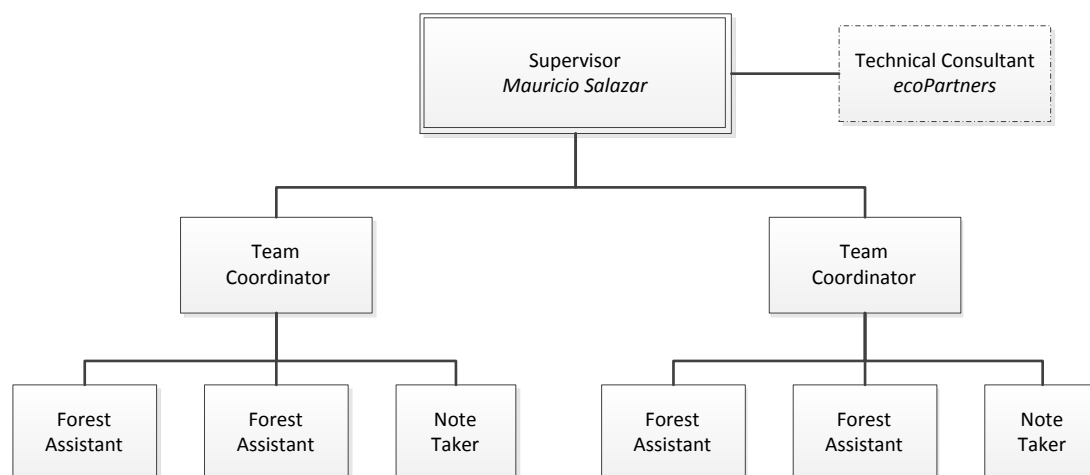 Supervisor
Mauricio Salazar
Technical Consultant
ecoPartners
Team
Coordinator
Team
Coordinator
Forest
Assistant
Forest
Assistant
Note
Taker
Forest
Assistant
Forest
Assistant
Note
Taker